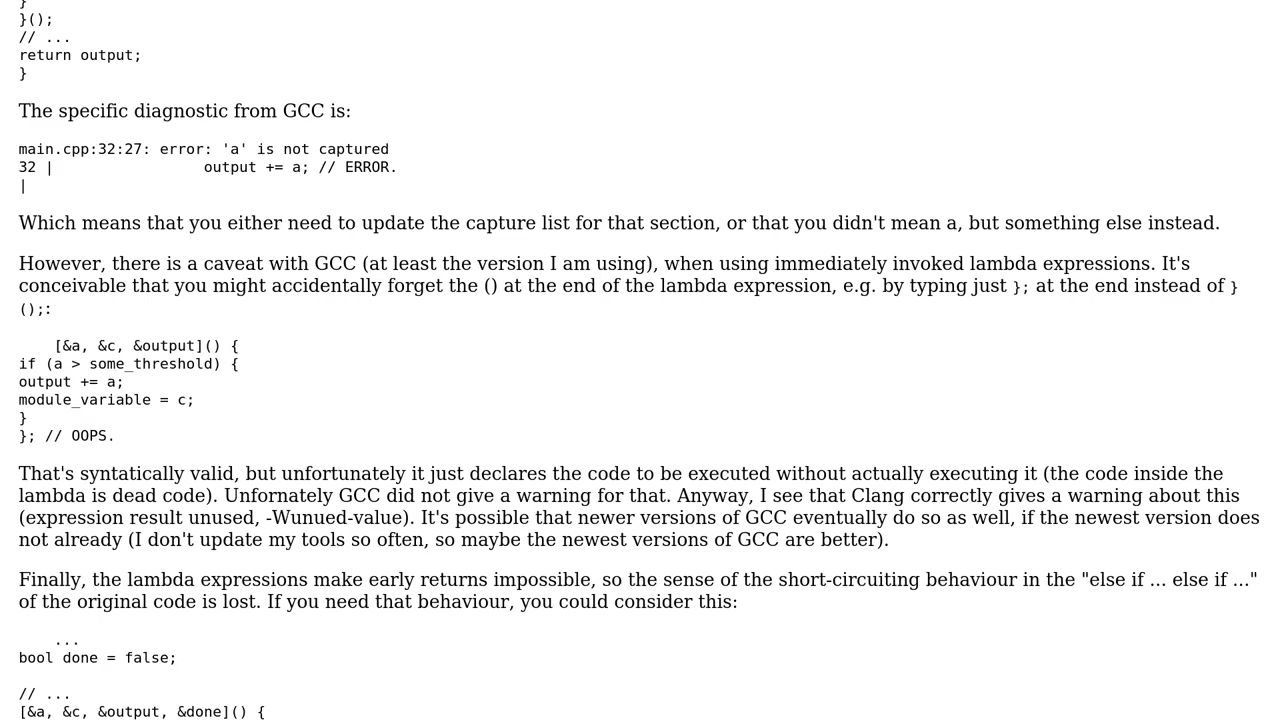 }
}();
// ...
return output;
}
The specific diagnostic from GCC is:
main.cpp:32:27: error: 'a' is not captured
32 |                 output += a; // ERROR.
|
Which means that you either need to update the capture list for that section, or that you didn't mean a, but something else instead.
However, there is a caveat with GCC (at least the version I am using), when using immediately invoked lambda expressions. It's
conceivable that you might accidentally forget the () at the end of the lambda expression, e.g. by typing just }; at the end instead of }
();:
    [&a, &c, &output]() {
if (a > some_threshold) {
output += a;
module_variable = c;
}
}; // OOPS.
That's syntatically valid, but unfortunately it just declares the code to be executed without actually executing it (the code inside the
lambda is dead code). Unfornately GCC did not give a warning for that. Anyway, I see that Clang correctly gives a warning about this
(expression result unused, -Wunued-value). It's possible that newer versions of GCC eventually do so as well, if the newest version does
not already (I don't update my tools so often, so maybe the newest versions of GCC are better).
Finally, the lambda expressions make early returns impossible, so the sense of the short-circuiting behaviour in the "else if ... else if ..."
of the original code is lost. If you need that behaviour, you could consider this:
    ...
bool done = false;
// ...
[&a, &c, &output, &done]() {